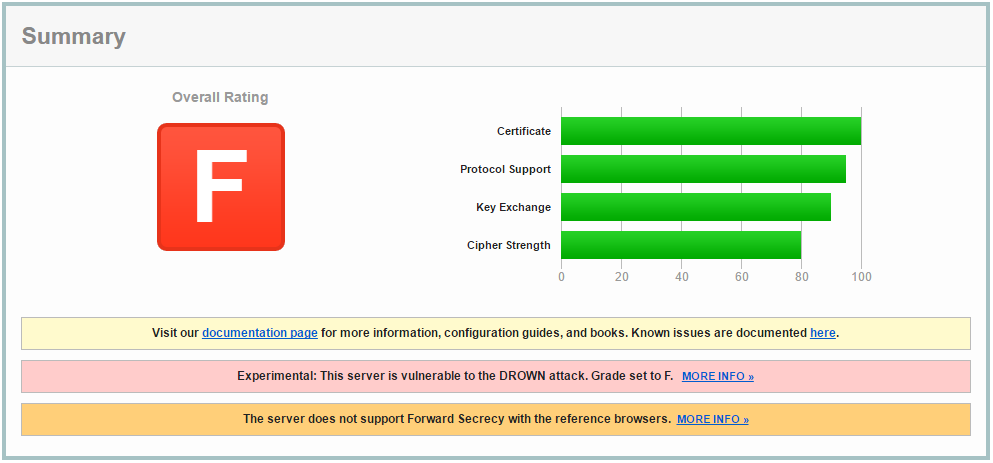 Summary
Overall Rating
F
Certificate
Protocol Support
Key Exchange
Cipher Strength
0 20 40 60 80 100
Visit our documentation page for more information, configuration guides, and books. Known issues are documented here.
Experimental: This server is vulnerable to the DROWN attack. Grade set to F. MORE INFO »
The server does not support Forward Secrecy with the reference browsers. MORE INFO »